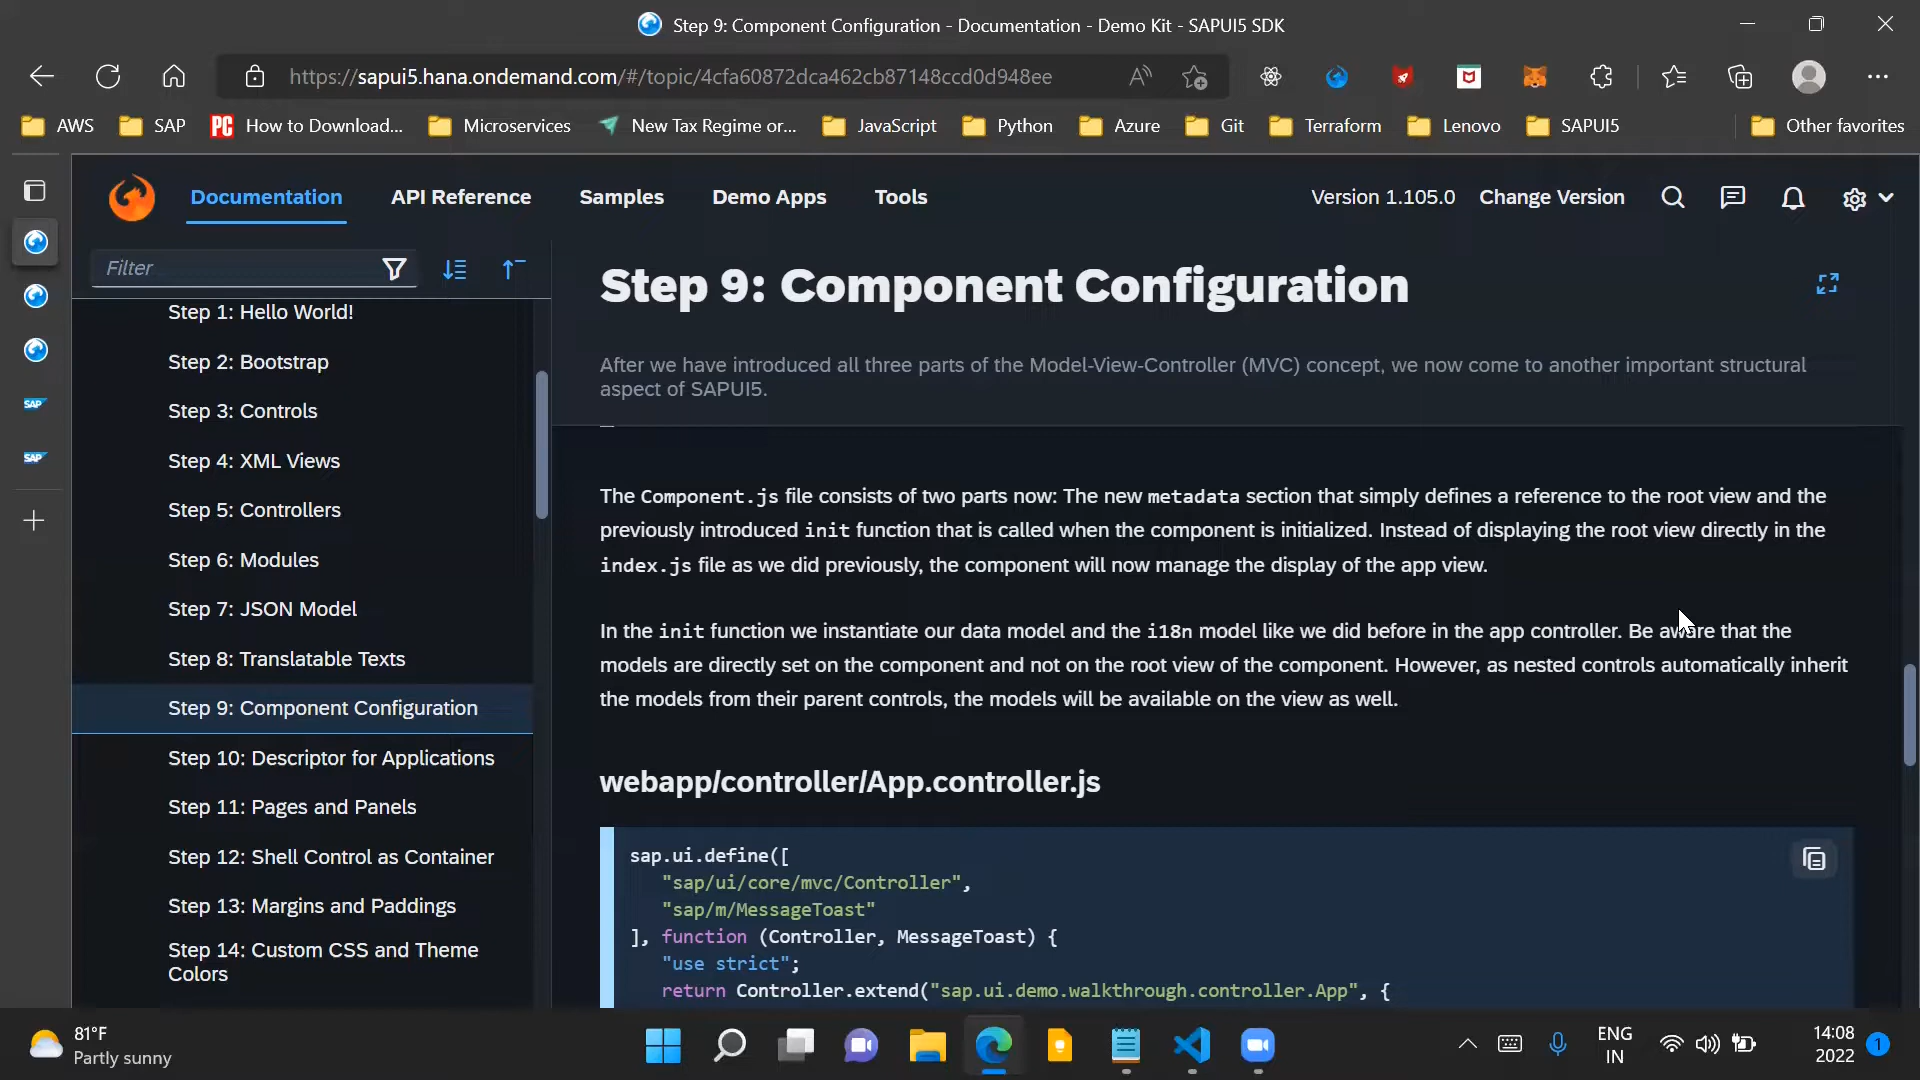 Step 9: Component Configuration - Documentation - Demo Kit - SAPUI5 SDK
https://sapui5.hana.ondemand.com/#/topic/4cfa60872dca462cb87148ccd0d948ee
AWS SAP PC How to Download... Microservices New Tax Regime or... JavaScript Python Azure Git Terraform Lenovo SAPUI5 Other favorites
Documentation API Reference Samples Demo Apps Tools Version 1.105.0 Change Version
Filter
SAP
SAP
Step 1: Hello World!
Step 2: Bootstrap
Step 3: Controls
Step 4: XML Views
Step 5: Controllers
Step 6: Modules
Step 7: JSON Model
Step 8: Translatable Texts
Step 9: Component Configuration
Step 10: Descriptor for Applications
Step 11: Pages and Panels
Step 12: Shell Control as Container
Step 13: Margins and Paddings
Step 14: Custom CSS and Theme
Colors
Step 9: Component Configuration
After we have introduced all three parts of the Model-View-Controller (MVC) concept, we now come to another important structural
aspect of SAPUI5.
The Component.js file consists of two parts now: The new metadata section that simply defines a reference to the root view and the
previously introduced init function that is called when the component is initialized. Instead of displaying the root view directly in the
index.js file as we did previously, the component will now manage the display of the app view.
In the init function we instantiate our data model and the i18n model like we did before in the app controller. Be aware that the
models are directly set on the component and not on the root view of the component. However, as nested controls automatically inherit
the models from their parent controls, the models will be available on the view as well.
webapp/controller/App.controller.js
sap.ui.define([
"sap/ui/core/mvc/Controller",
"sap/m/MessageToast"
], function (Controller, MessageToast) {
"use strict";
return Controller.extend("sap.ui.demo.walkthrough.controller.App", {
81°F
Partly sunny
ENG
IN
14:08
2022
1